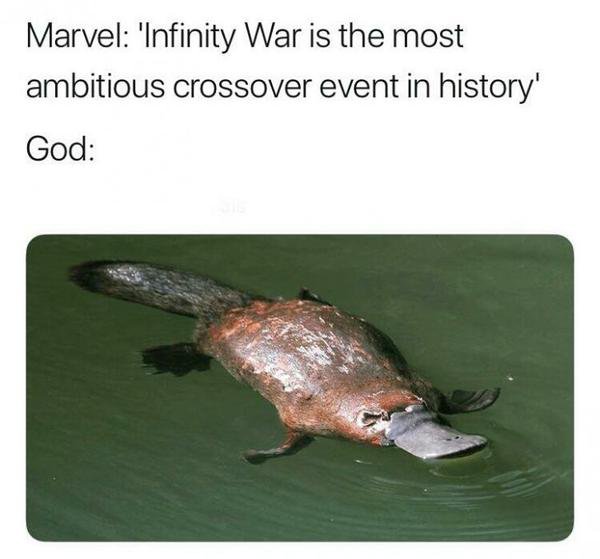 Marvel: 'Infinity War is the most
ambitious crossover event in history'
God: